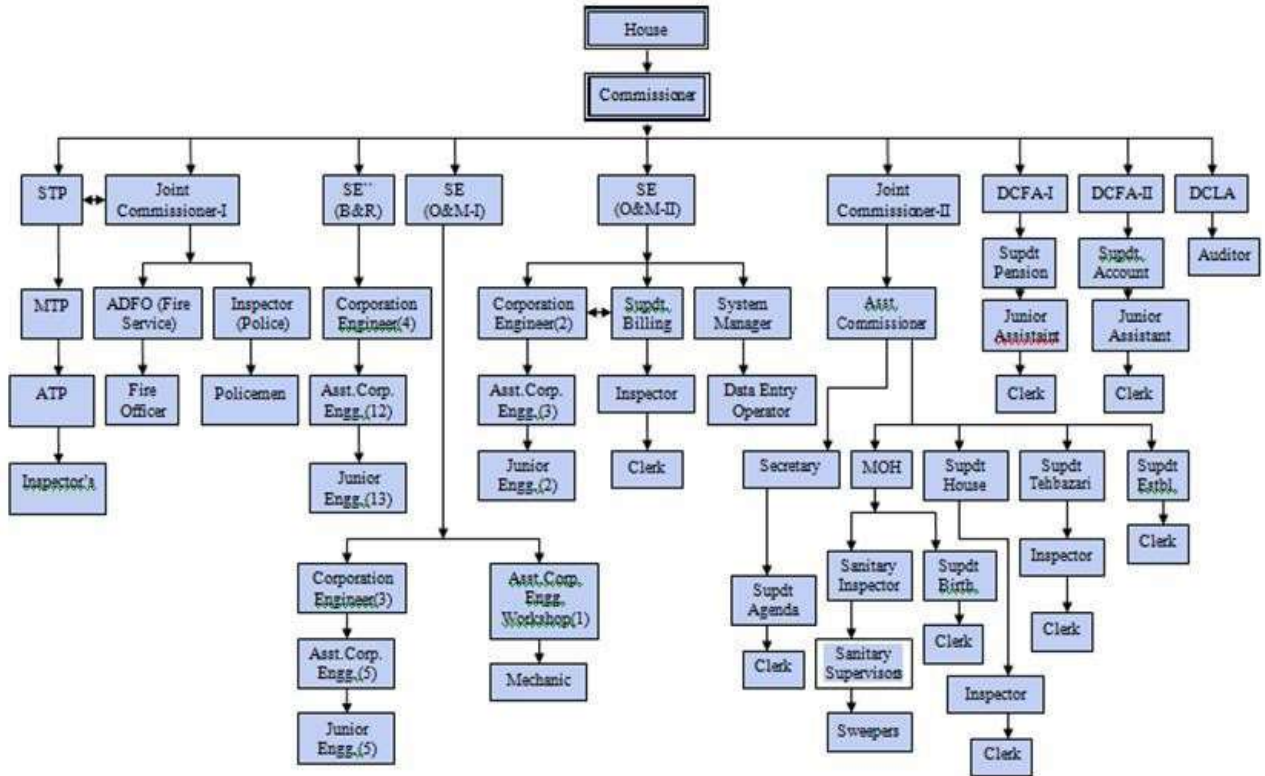 House
Commissioner
STP
Joint
Commissioner-I
SE``
(B&R)
SE
(O&M-I)
SE
(O&M-II)
Joint
Commissioner-II
DCFA-I
DCFA-II
DCLA
Supdt
Pension
Supdt.
Account
Auditor
MTP
ADFO (Fire
Service)
Inspector
(Police)
Corporation
Engineer(4)
Corporation
Engineer(2)
Supdt.
Billing
System
Manager
Asst.
Commissioner
Junior
Assistaint
Junior
Assistant
ATP
Fire
Officer
Policemen
Asst.Corp.
Engg.(12)
Asst.Corp.
Engg.(3)
Inspector
Data Entry
Operator
Clerk
Clerk
Inspector's
Junior
Engg.(13)
Junior
Engg.(2)
Clerk
Secretary
MOH
Supdt
House
Supdt
Tehbazari
Supdt
Estbl.
Clerk
Corporation
Engineer(3)
Asst.Corp.
Engg.
Workshop(1)
Supdt
Agenda
Sanitary
Inspector
Supdt
Birth.
Inspector
Clerk
Asst.Corp.
Engg.(5)
Mechanic
Clerk
Sanitary
Supervisors
Clerk
Inspector
Junior
Engg.(5)
Sweepers
Clerk